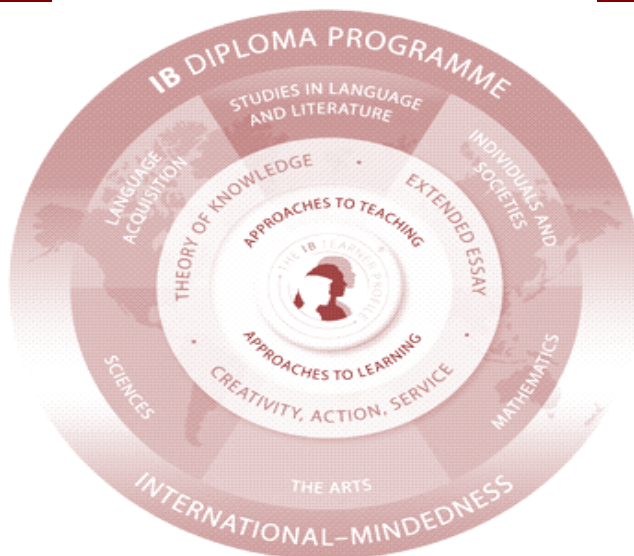 IB DIPLOMA PROGRAMME
STUDIES IN LANGUAGE
AND LITERATURE
LANGUAGE
ACQUISITION
INDIVIDUALS AND
SOCIETIES
THEORY OF KNOWLEDGE
EXTENDED ESSAY
APPROACHES TO TEACHING
THE IB LEARNER PROFILE
APPROACHES TO LEARNING
CREATIVITY, ACTION, SERVICE
SCIENCES
MATHEMATICS
THE ARTS
INTERNATIONAL–MINDEDNESS